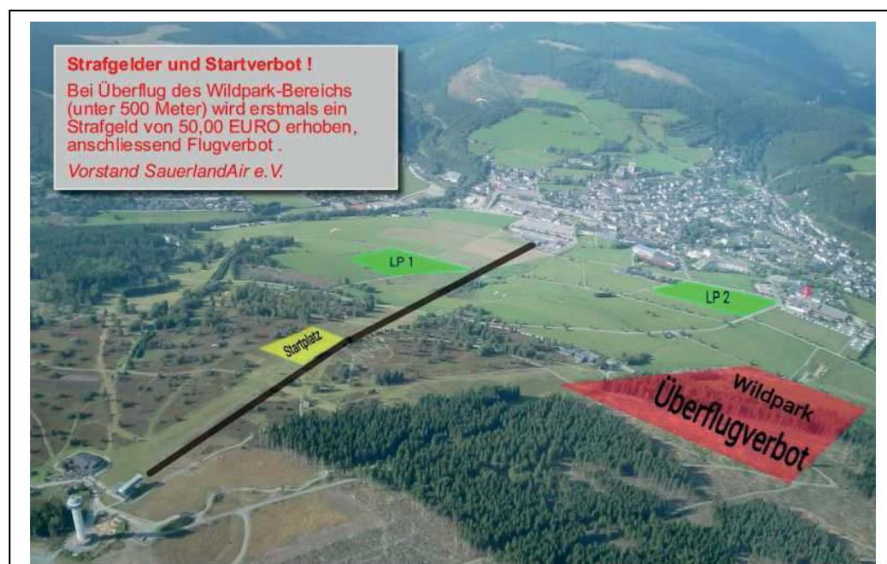 Strafgelder und Startverbot !
Bei Überflug des Wildpark-Bereichs
(unter 500 Meter) wird erstmals ein
Strafgeld von 50,00 EURO erhoben,
anschliessend Flugverbot .
Vorstand SauerlandAir e.V.
LP 1
LP 2
Startplatz
Wildpark
Überflugverbot